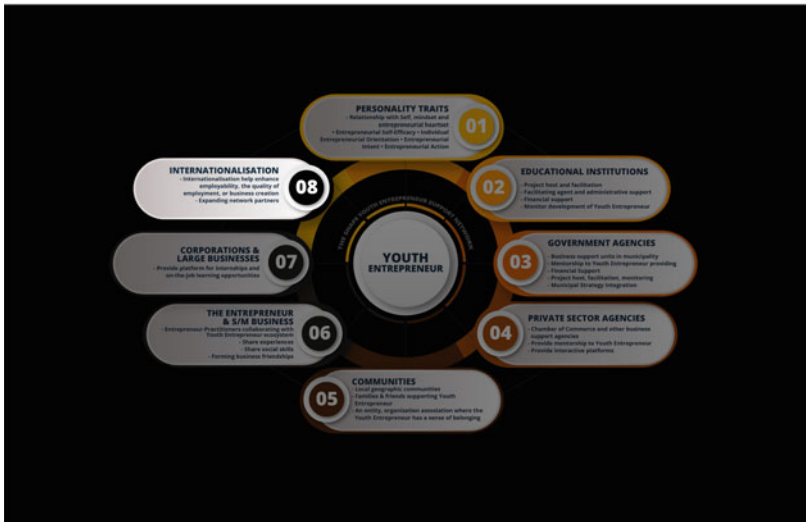 PERSONALITY TRAITS
- Relationship with Self, mindset and
entrepreneurial heartset
• Entrepreneurial Self-Efficacy • Individual
Entrepreneurial Orientation • Entrepreneurial
Intent • Entrepreneurial Action
01
EDUCATIONAL INSTITUTIONS
- Project host and facilitation
- Facilitating agent and administrative support
- Financial support
- Monitor development of Youth Entrepreneur
02
GOVERNMENT AGENCIES
- Business support units in municipality
- Mentorship to Youth Entrepreneur providing
- Financial Support
- Project host, facilitation, monitoring
- Municipal Strategy Integration
03
PRIVATE SECTOR AGENCIES
- Chamber of Commerce and other business
support agencies
- Provide mentorship to Youth Entrepreneur
- Provide interactive platforms
04
COMMUNITIES
- Local geographic communities
- Families & friends supporting Youth
Entrepreneur
- An entity, organisation association where the
Youth Entrepreneur has a sense of belonging
05
THE ENTREPRENEUR
& S/M BUSINESS
- Entrepreneur Practitioners collaborating with
Youth Entrepreneur ecosystem
- Share experiences
- Share social skills
- Forming business friendships
06
CORPORATIONS &
LARGE BUSINESSES
- Provide platform for internships and
on-the-job learning opportunities
07
INTERNATIONALISATION
- Internationalisation help enhance
employability, the quality of
employment, or business creation
- Expanding network partners
08
THE SHAPE YOUTH ENTREPRENEUR SUPPORT NETWORK
YOUTH
ENTREPRENEUR